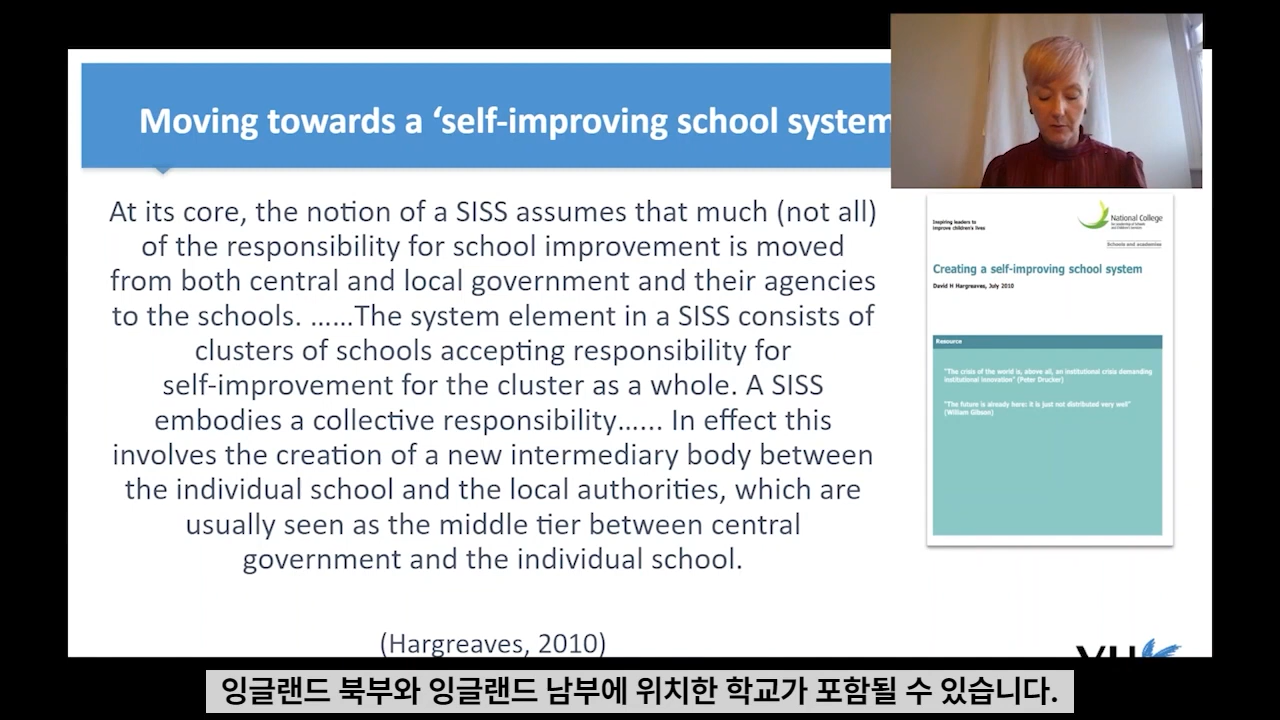 Moving towards a ‘self-improving school system
At its core, the notion of a SISS assumes that much (not all)
of the responsibility for school improvement is moved
from both central and local government and their agencies
to the schools. ……The system element in a SISS consists of
clusters of schools accepting responsibility for
self-improvement for the cluster as a whole. A SISS
embodies a collective responsibility…... In effect this
involves the creation of a new intermediary body between
the individual school and the local authorities, which are
usually seen as the middle tier between central
government and the individual school.
(Hargreaves, 2010)
Inspiring leaders to
improve children's lives
National College
for Leadership of Schools
and Children's Services
Schools and academies
Creating a self-improving school system
David H Hargreaves, July 2010
Resource
"The crisis of the world is, above all, an institutional crisis demanding
institutional innovation" (Peter Drucker)
"The future is already here: it is just not distributed very well"
(William Gibson)
잉글랜드 북부와 잉글랜드 남부에 위치한 학교가 포함될 수 있습니다.